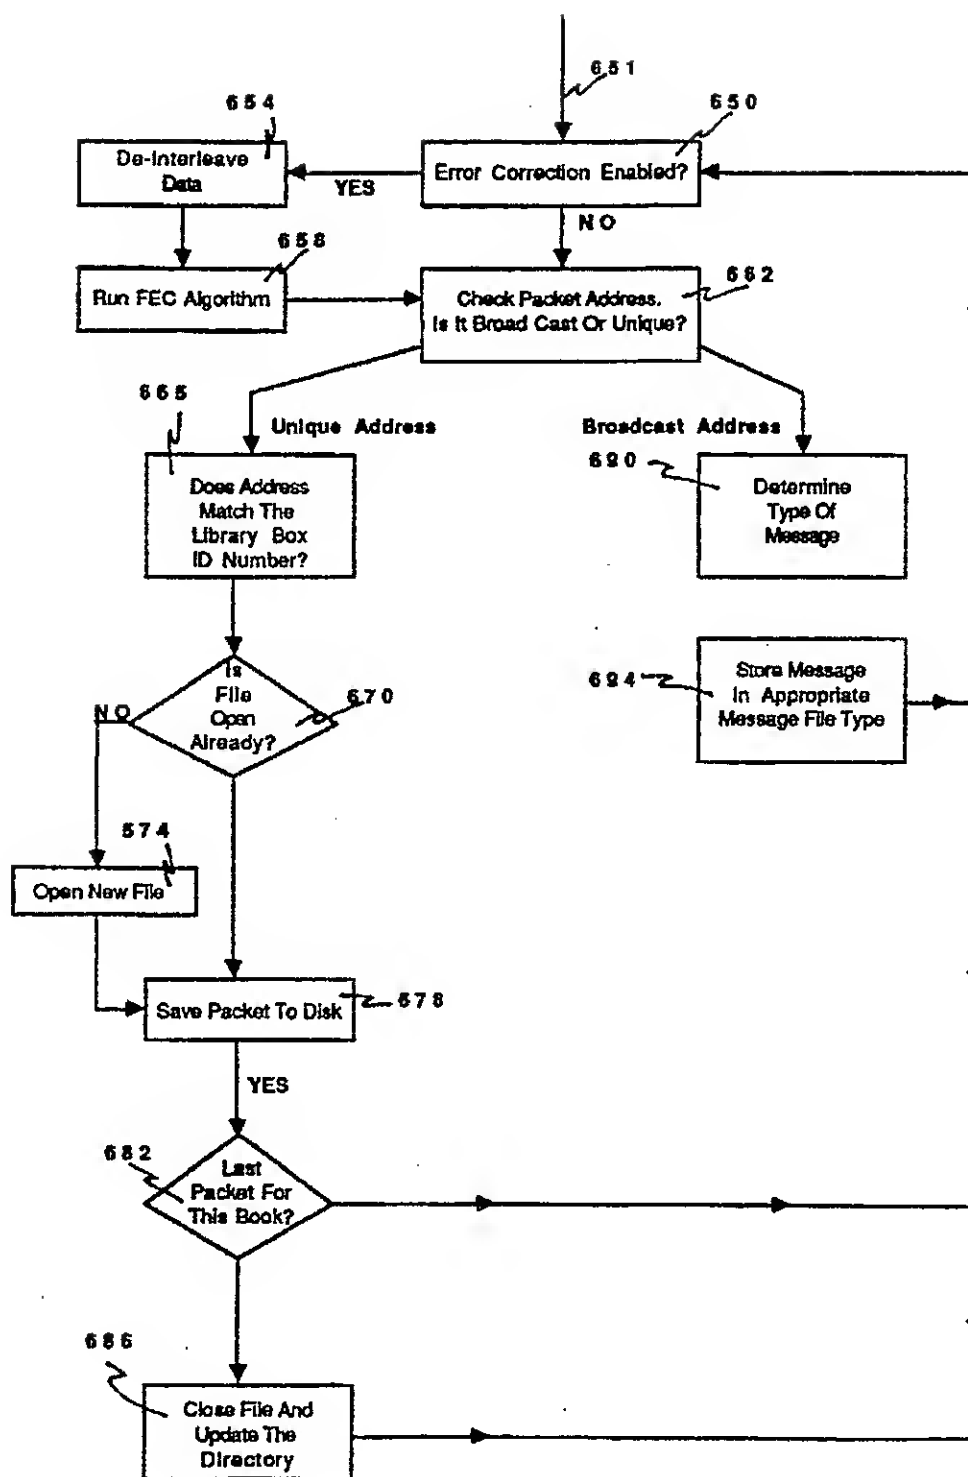 651
654
650
De-Interleave
Data
YES
Error Correction Enabled?
NO
658
662
Run FEC Algorithm
Check Packet Address.
Is It Broad Cast Or Unique?
665
Unique Address
Broadcast Address
690
Does Address
Match The
Library Box
ID Number?
Determine
Type Of
Message
Is
File
Open
Already?
670
NO
694
Store Message
In Appropriate
Message File Type
574
Open New File
Save Packet To Disk
678
YES
682
Last
Packet For
This Book?
686
Close File And
Update The
Directory